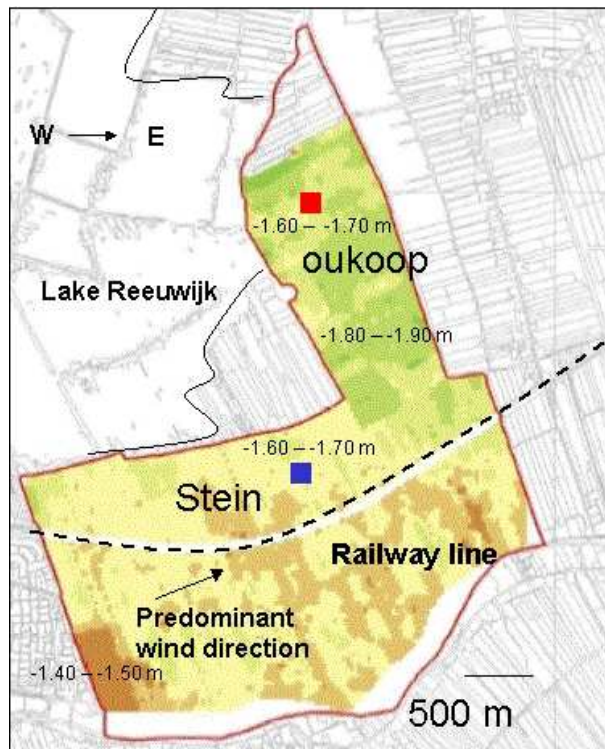 W E
-1.60 – -1.70 m
oukoop
Lake Reeuwijk
-1.80 – -1.90 m
-1.60 – -1.70 m
Stein
Railway line
Predominant
wind direction
-1.40 – -1.50 m
500 m